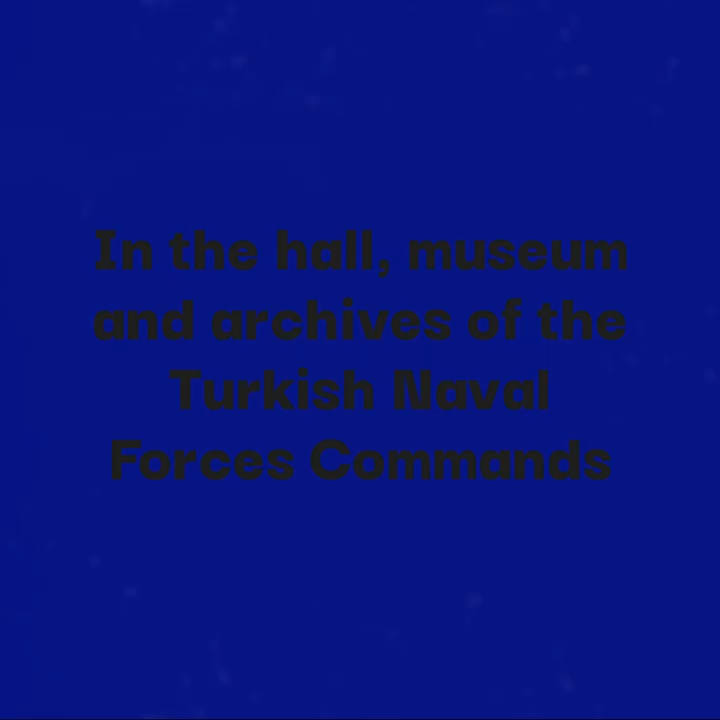 In the hall, museum
and archives of the
Turkish Naval
Forces Commands